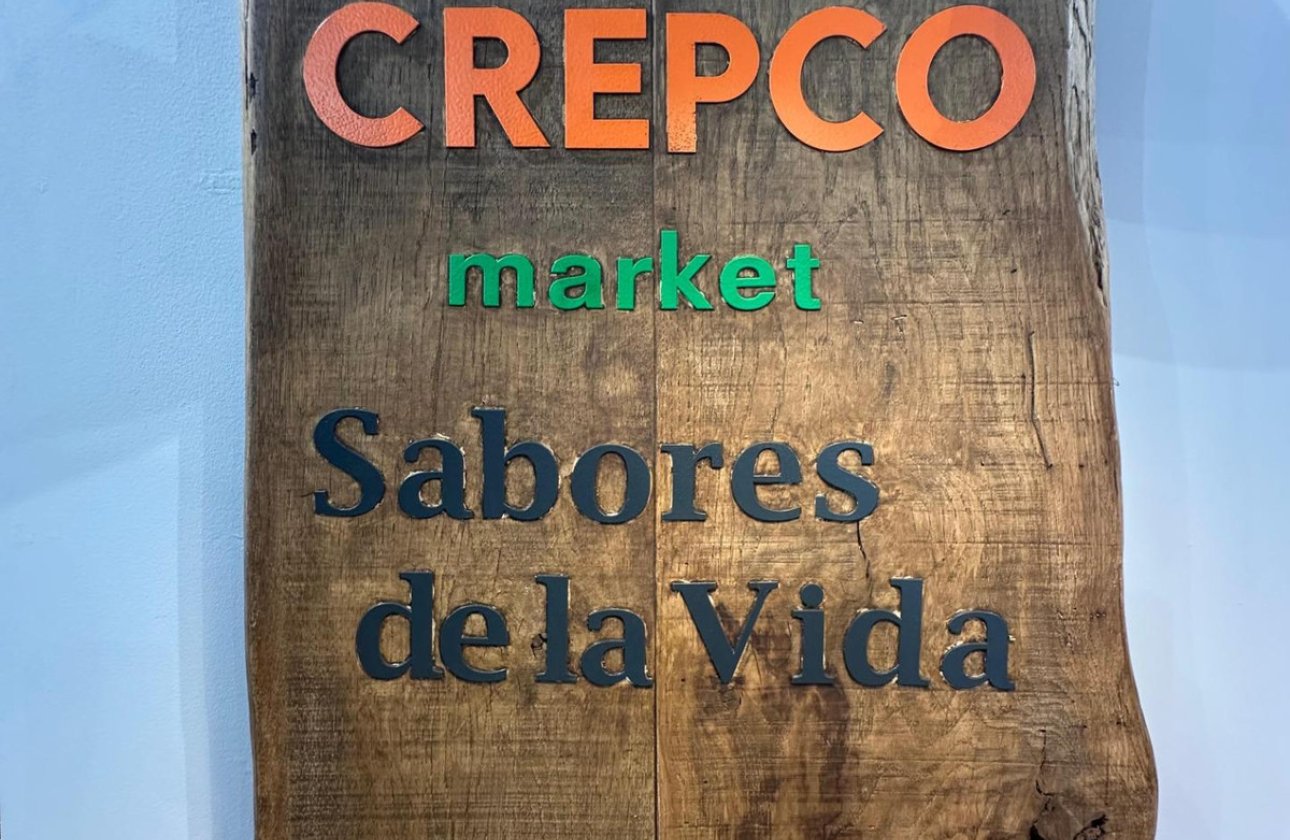 CREPCO
market
Sabores
de la Vida